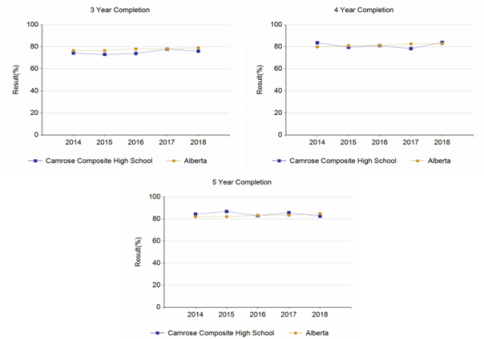 3 Year Completion
100
80
60
40
20
0
Result(%)
2014 2015 2016 2017 2018
Camrose Composite High School Alberta
4 Year Completion
100
80
60
40
20
0
Result(%)
2014 2015 2016 2017 2018
Camrose Composite High School Alberta
5 Year Completion
100
80
60
40
20
0
Result(%)
2014 2015 2016 2017 2018
Camrose Composite High School Alberta